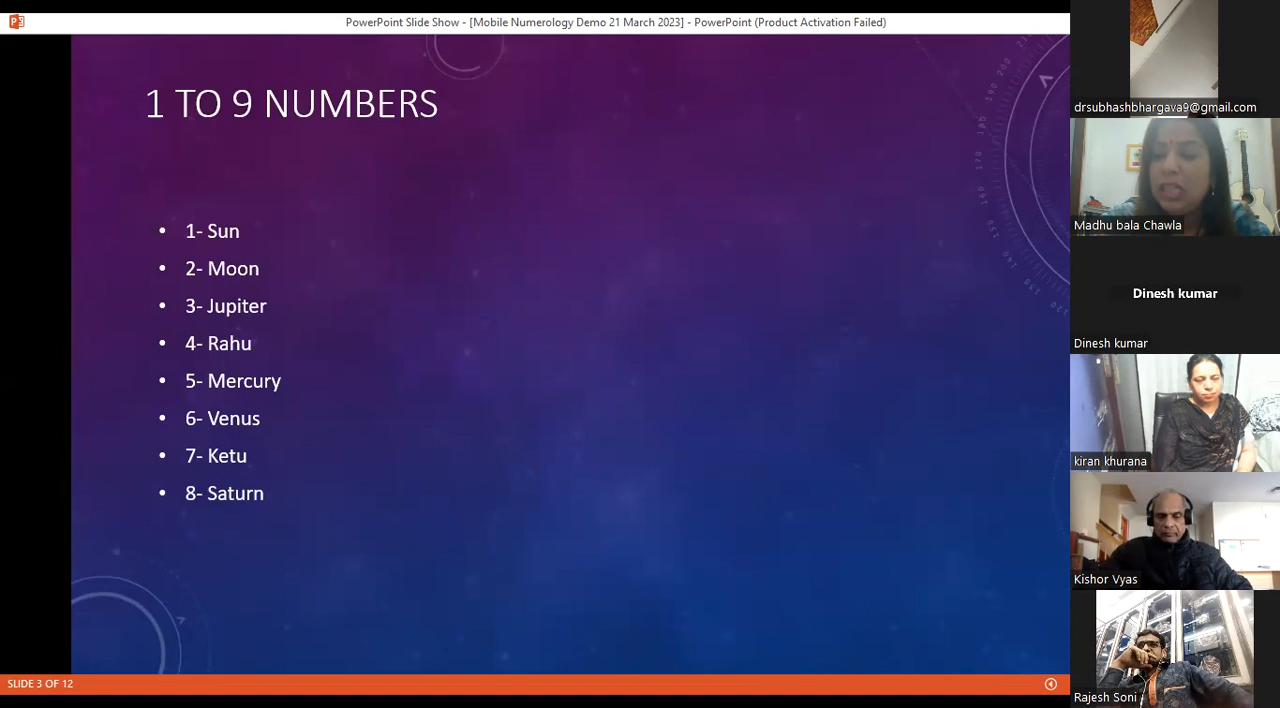 PowerPoint Slide Show - [Mobile Numerology Demo 21 March 2023] - PowerPoint (Product Activation Failed)
1 TO 9 NUMBERS
• 1- Sun
• 2- Moon
• 3- Jupiter
• 4- Rahu
• 5- Mercury
• 6- Venus
• 7- Ketu
• 8- Saturn
SLIDE 3 OF 12
drsubhashbhargava9@gmail.com
Madhu bala Chawla
Dinesh kumar
Dinesh kumar
kiran khurana
Kishor Vyas
Rajesh Soni